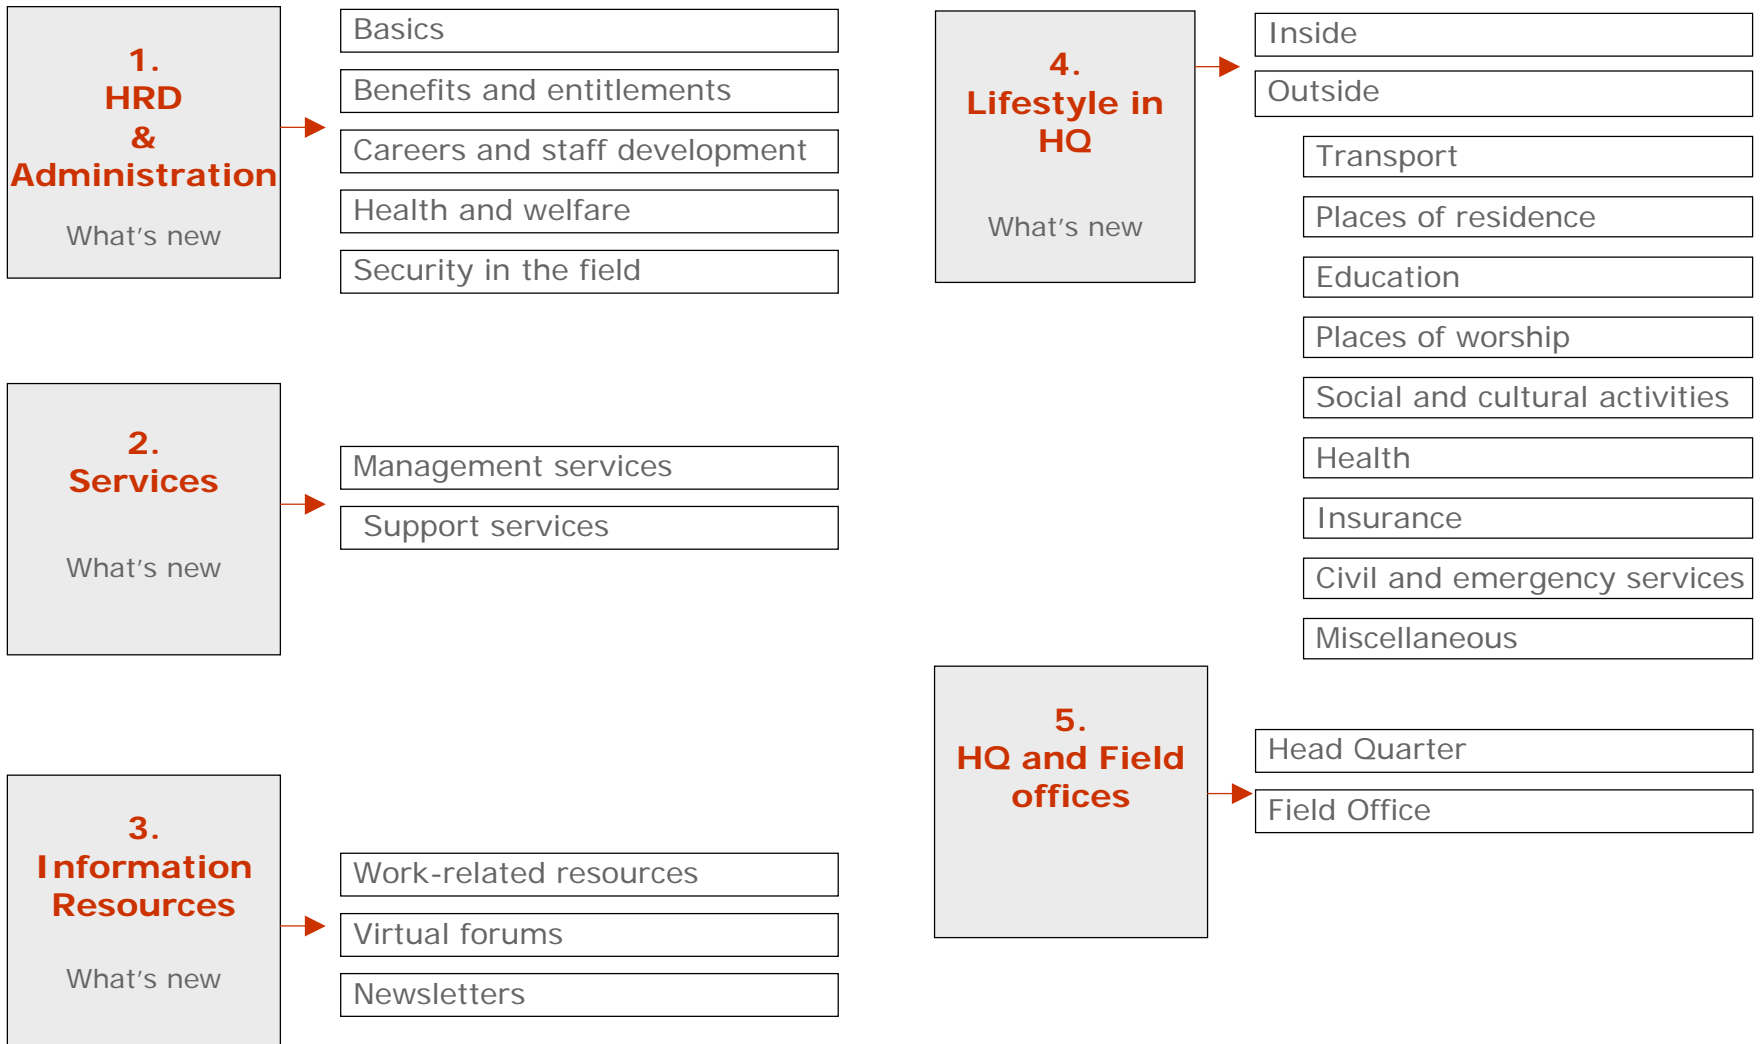 1.
HRD
&
Administration
What's new
Basics
Benefits and entitlements
Careers and staff development
Health and welfare
Security in the field
2.
Services
What's new
Management services
Support services
3.
Information
Resources
What's new
Work-related resources
Virtual forums
Newsletters
4.
Lifestyle in
HQ
What's new
Inside
Outside
Transport
Places of residence
Education
Places of worship
Social and cultural activities
Health
Insurance
Civil and emergency services
Miscellaneous
5.
HQ and Field
offices
Head Quarter
Field Office